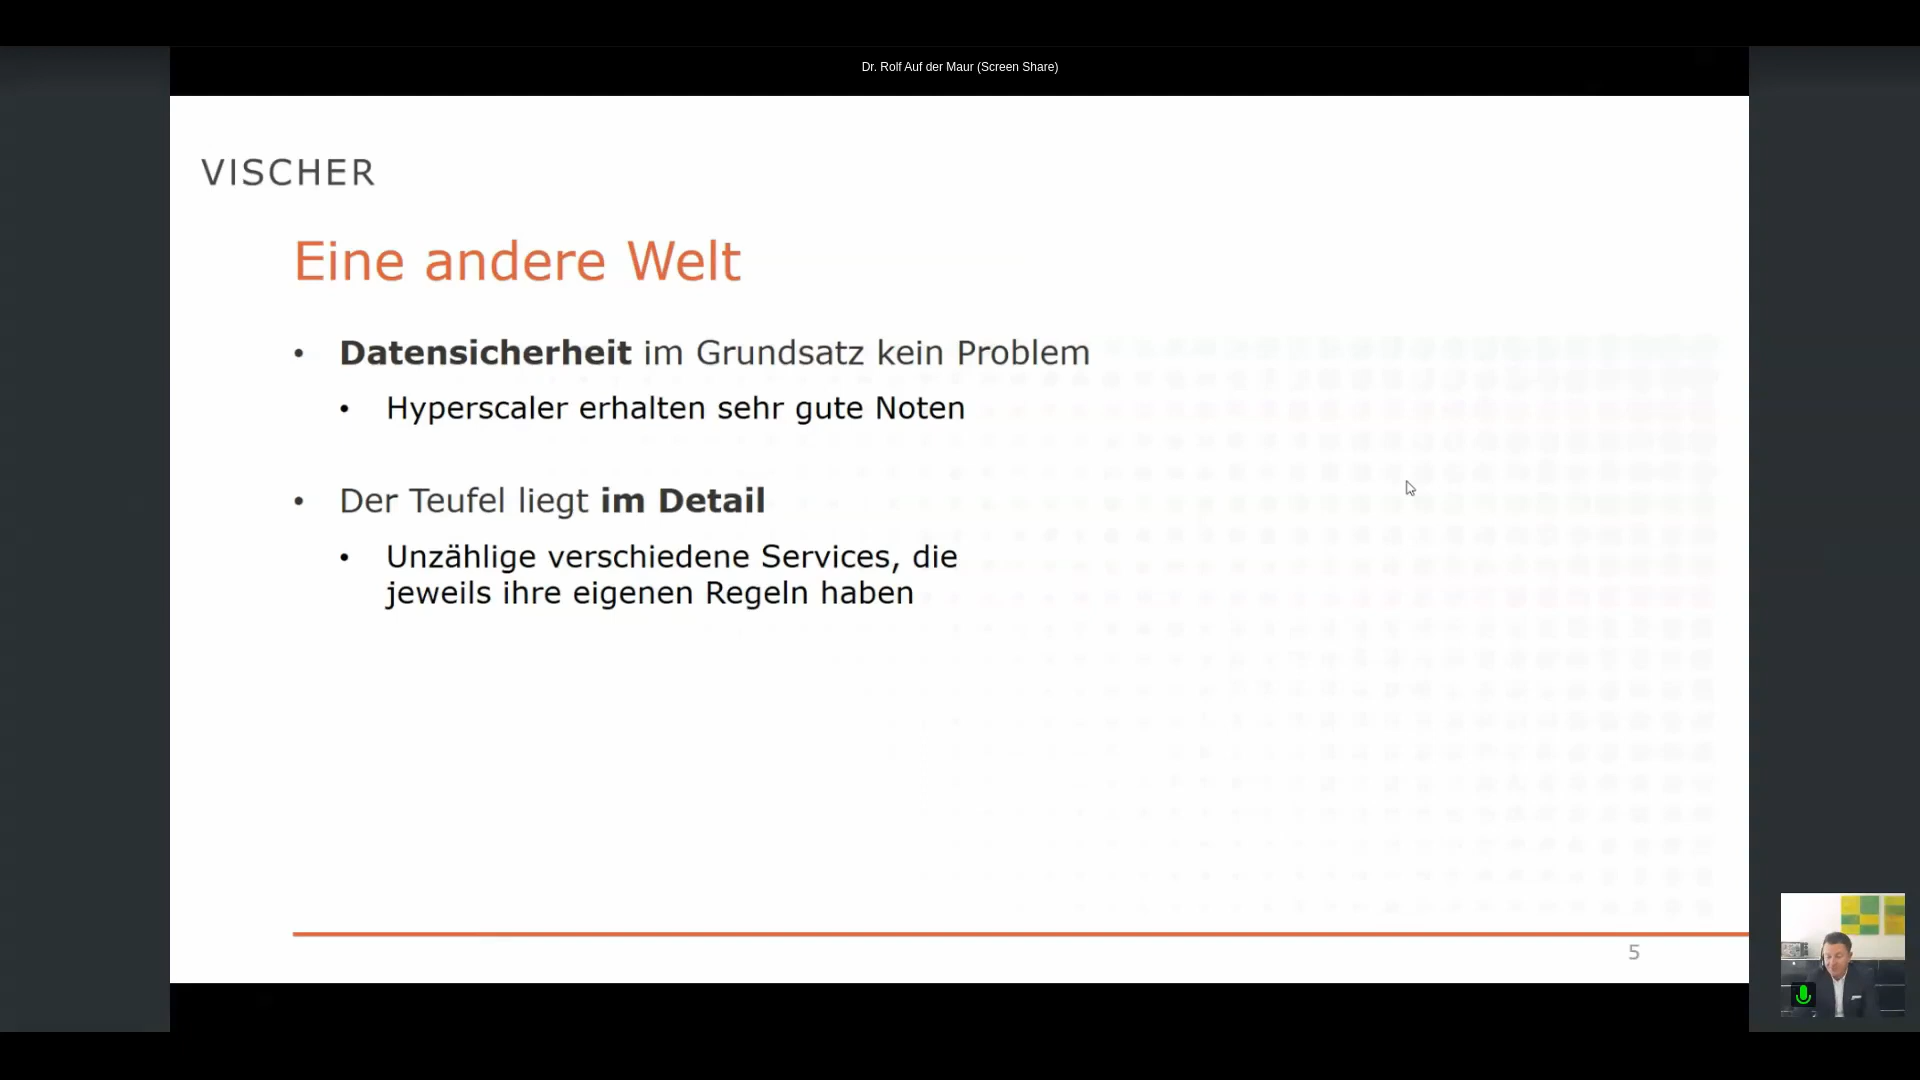 Dr. Rolf Auf der Maur (Screen Share)
VISCHER
Eine andere Welt
• Datensicherheit im Grundsatz kein Problem
• Hyperscaler erhalten sehr gute Noten
• Der Teufel liegt im Detail
• Unzählige verschiedene Services, die
jeweils ihre eigenen Regeln haben
5